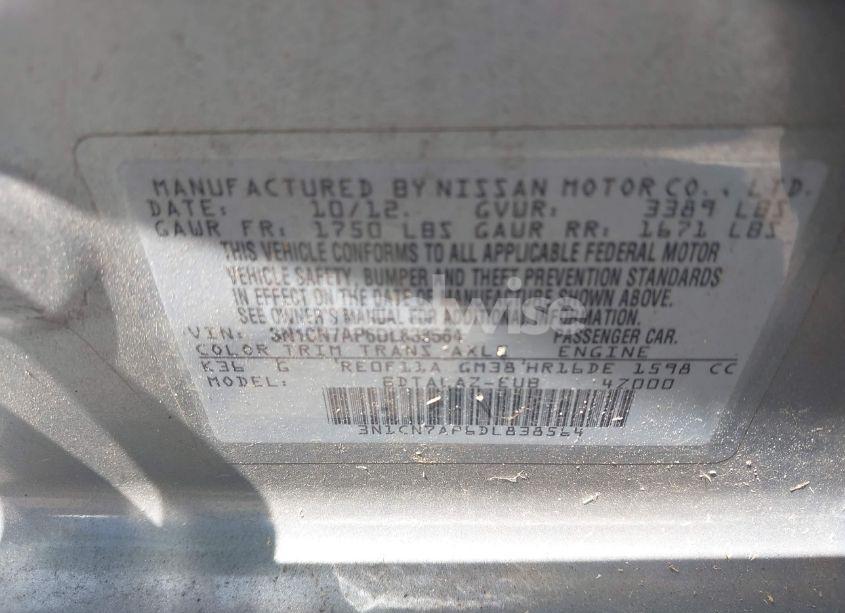 MANUFACTURED BY NISSAN MOTOR CO., LTD.
DATE: 10/12. GVWR: 3389 LBS
GAWR FR: 1750 LBS GAWR RR: 1671 LBS
THIS VEHICLE CONFORMS TO ALL APPLICABLE FEDERAL MOTOR
VEHICLE SAFETY, BUMPER AND THEFT PREVENTION STANDARDS
IN EFFECT ON THE DATE OF MANUFACTURE SHOWN ABOVE.
SEE OWNER'S MANUAL FOR ADDITIONAL INFORMATION.
VIN: 3N1CN7AP6DL838564 PASSENGER CAR.
COLOR TRIM TRANS. AXLE ENGINE
K36 G RE0F11A GM38 HR16DE 1598 CC
MODEL: 47000
3N1CN7AP6DL838564